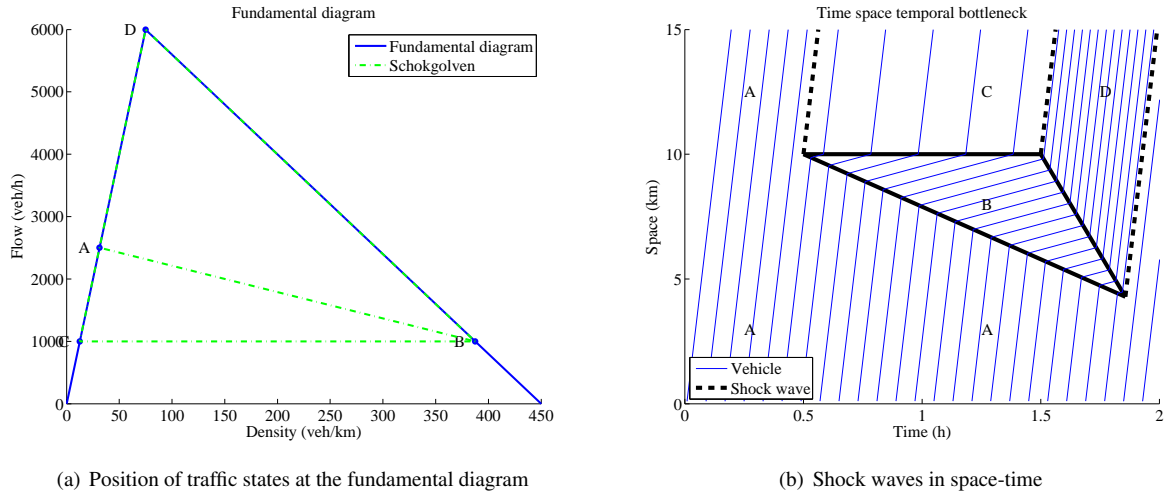 Fundamental diagram
6000
5000
4000
3000
2000
1000
0
Flow (veh/h)
D
A
C
B
Fundamental diagram
Schokgolven
0 50 100 150 200 250 300 350 400 450
Density (veh/km)
(a) Position of traffic states at the fundamental diagram
Time space temporal bottleneck
15
10
5
0
Space (km)
A
C
D
B
A
A
Vehicle
Shock wave
0 0.5 1 1.5 2
Time (h)
(b) Shock waves in space-time